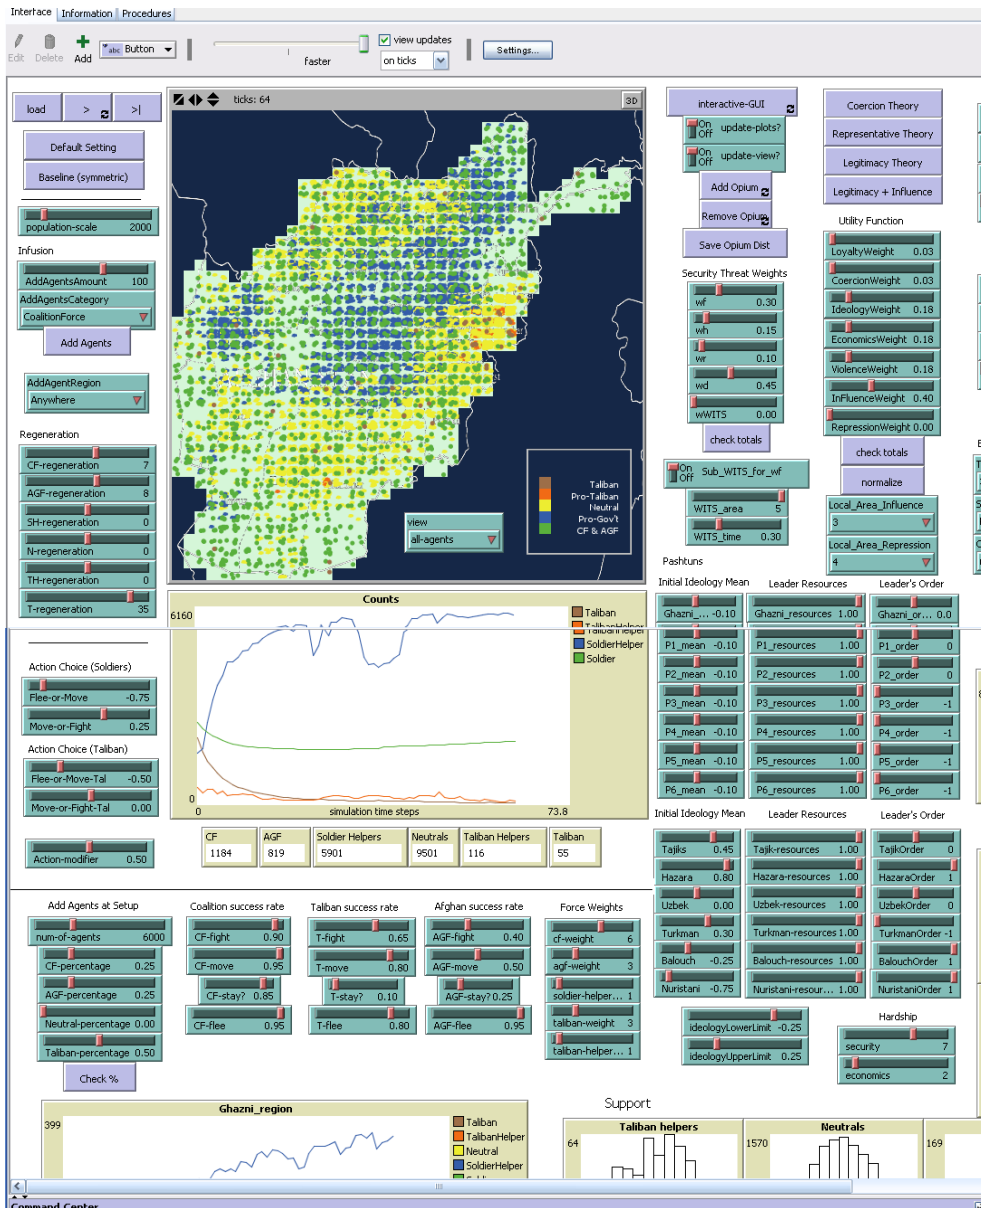 Interface Information Procedures
Edit Delete Add abc Button
faster
view updates
on ticks
Settings...
load > >|
Default Setting
Baseline (symmetric)
population-scale 2000
Infusion
AddAgentsAmount 100
AddAgentsCategory
CoalitionForce
Add Agents
AddAgentRegion
Anywhere
Regeneration
CF-regeneration 7
AGF-regeneration 8
SH-regeneration 0
N-regeneration 0
TH-regeneration 0
T-regeneration 35
ticks: 64
3D
Taliban
Pro-Taliban
Neutral
Pro-Gov't
CF & AGF
view
all-agents
interactive-GUI
On
Off update-plots?
On
Off update-view?
Add Opium
Remove Opium
Save Opium Dist
Security Threat Weights
wf 0.30
wh 0.15
wr 0.10
wd 0.45
wWITS 0.00
check totals
On
Off Sub_WITS_for_wf
WITS_area 5
WITS_time 0.30
Coercion Theory
Representative Theory
Legitimacy Theory
Legitimacy + Influence
Utility Function
LoyaltyWeight 0.03
CoercionWeight 0.03
IdeologyWeight 0.18
EconomicsWeight 0.18
ViolenceWeight 0.18
InfluenceWeight 0.40
RepressionWeight 0.00
check totals
normalize
Local_Area_Influence
3
Local_Area_Repression
4
Pashtuns
Initial Ideology Mean Leader Resources Leader's Order
Ghazni_... -0.10 Ghazni_resources 1.00 Ghazni_or... 0.0
P1_mean -0.10 P1_resources 1.00 P1_order 0
P2_mean -0.10 P2_resources 1.00 P2_order 0
P3_mean -0.10 P3_resources 1.00 P3_order -1
P4_mean -0.10 P4_resources 1.00 P4_order -1
P5_mean -0.10 P5_resources 1.00 P5_order -1
P6_mean -0.10 P6_resources 1.00 P6_order -1
Initial Ideology Mean Leader Resources Leader's Order
Tajiks 0.45 Tajik-resources 1.00 TajikOrder 0
Hazara 0.80 Hazara-resources 1.00 HazaraOrder 1
Uzbek 0.00 Uzbek-resources 1.00 UzbekOrder 0
Turkman 0.30 Turkman-resources 1.00 TurkmanOrder -1
Balouch -0.25 Balouch-resources 1.00 BalouchOrder 1
Nuristani -0.75 Nuristani-resour... 1.00 NuristaniOrder 1
ideologyLowerLimit -0.25
ideologyUpperLimit 0.25
Hardship
security 7
economics 2
Counts
6160
0
0 simulation time steps 73.8
Taliban
TalibanHelper
SoldierHelper
Soldier
CF AGF Soldier Helpers Neutrals Taliban Helpers Taliban
1184 819 5901 9501 116 55
Action Choice (Soldiers)
Flee-or-Move -0.75
Move-or-Fight 0.25
Action Choice (Taliban)
Flee-or-Move-Tal -0.50
Move-or-Fight-Tal 0.00
Action-modifier 0.50
Add Agents at Setup
num-of-agents 6000
CF-percentage 0.25
AGF-percentage 0.25
Neutral-percentage 0.00
Taliban-percentage 0.50
Check %
Coalition success rate
CF-fight 0.90
CF-move 0.95
CF-stay? 0.85
CF-flee 0.95
Taliban success rate
T-fight 0.65
T-move 0.80
T-stay? 0.10
T-flee 0.80
Afghan success rate
AGF-fight 0.40
AGF-move 0.50
AGF-stay? 0.25
AGF-flee 0.95
Force Weights
cf-weight 6
agf-weight 3
soldier-helper... 1
taliban-weight 3
taliban-helper... 1
Ghazni_region
399
Taliban
TalibanHelper
Neutral
SoldierHelper
Support
Taliban helpers
64
Neutrals
1570
169
Command Center